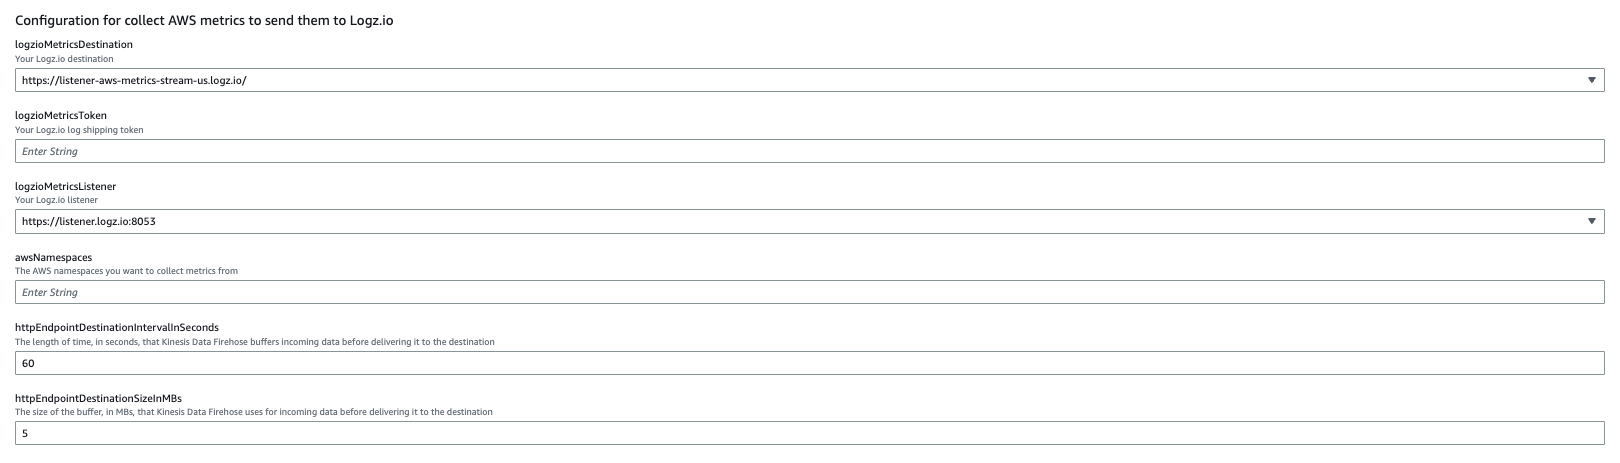 Configuration for collect AWS metrics to send them to Logz.io
logzioMetricsDestination
Your Logz.io destination
https://listener-aws-metrics-stream-us.logz.io/
logzioMetricsToken
Your Logz.io log shipping token
Enter String
logzioMetricsListener
Your Logz.io listener
https://listener.logz.io:8053
awsNamespaces
The AWS namespaces you want to collect metrics from
Enter String
httpEndpointDestinationIntervalInSeconds
The length of time, in seconds, that Kinesis Data Firehose buffers incoming data before delivering it to the destination
60
httpEndpointDestinationSizeInMBs
The size of the buffer, in MBs, that Kinesis Data Firehose uses for incoming data before delivering it to the destination
5